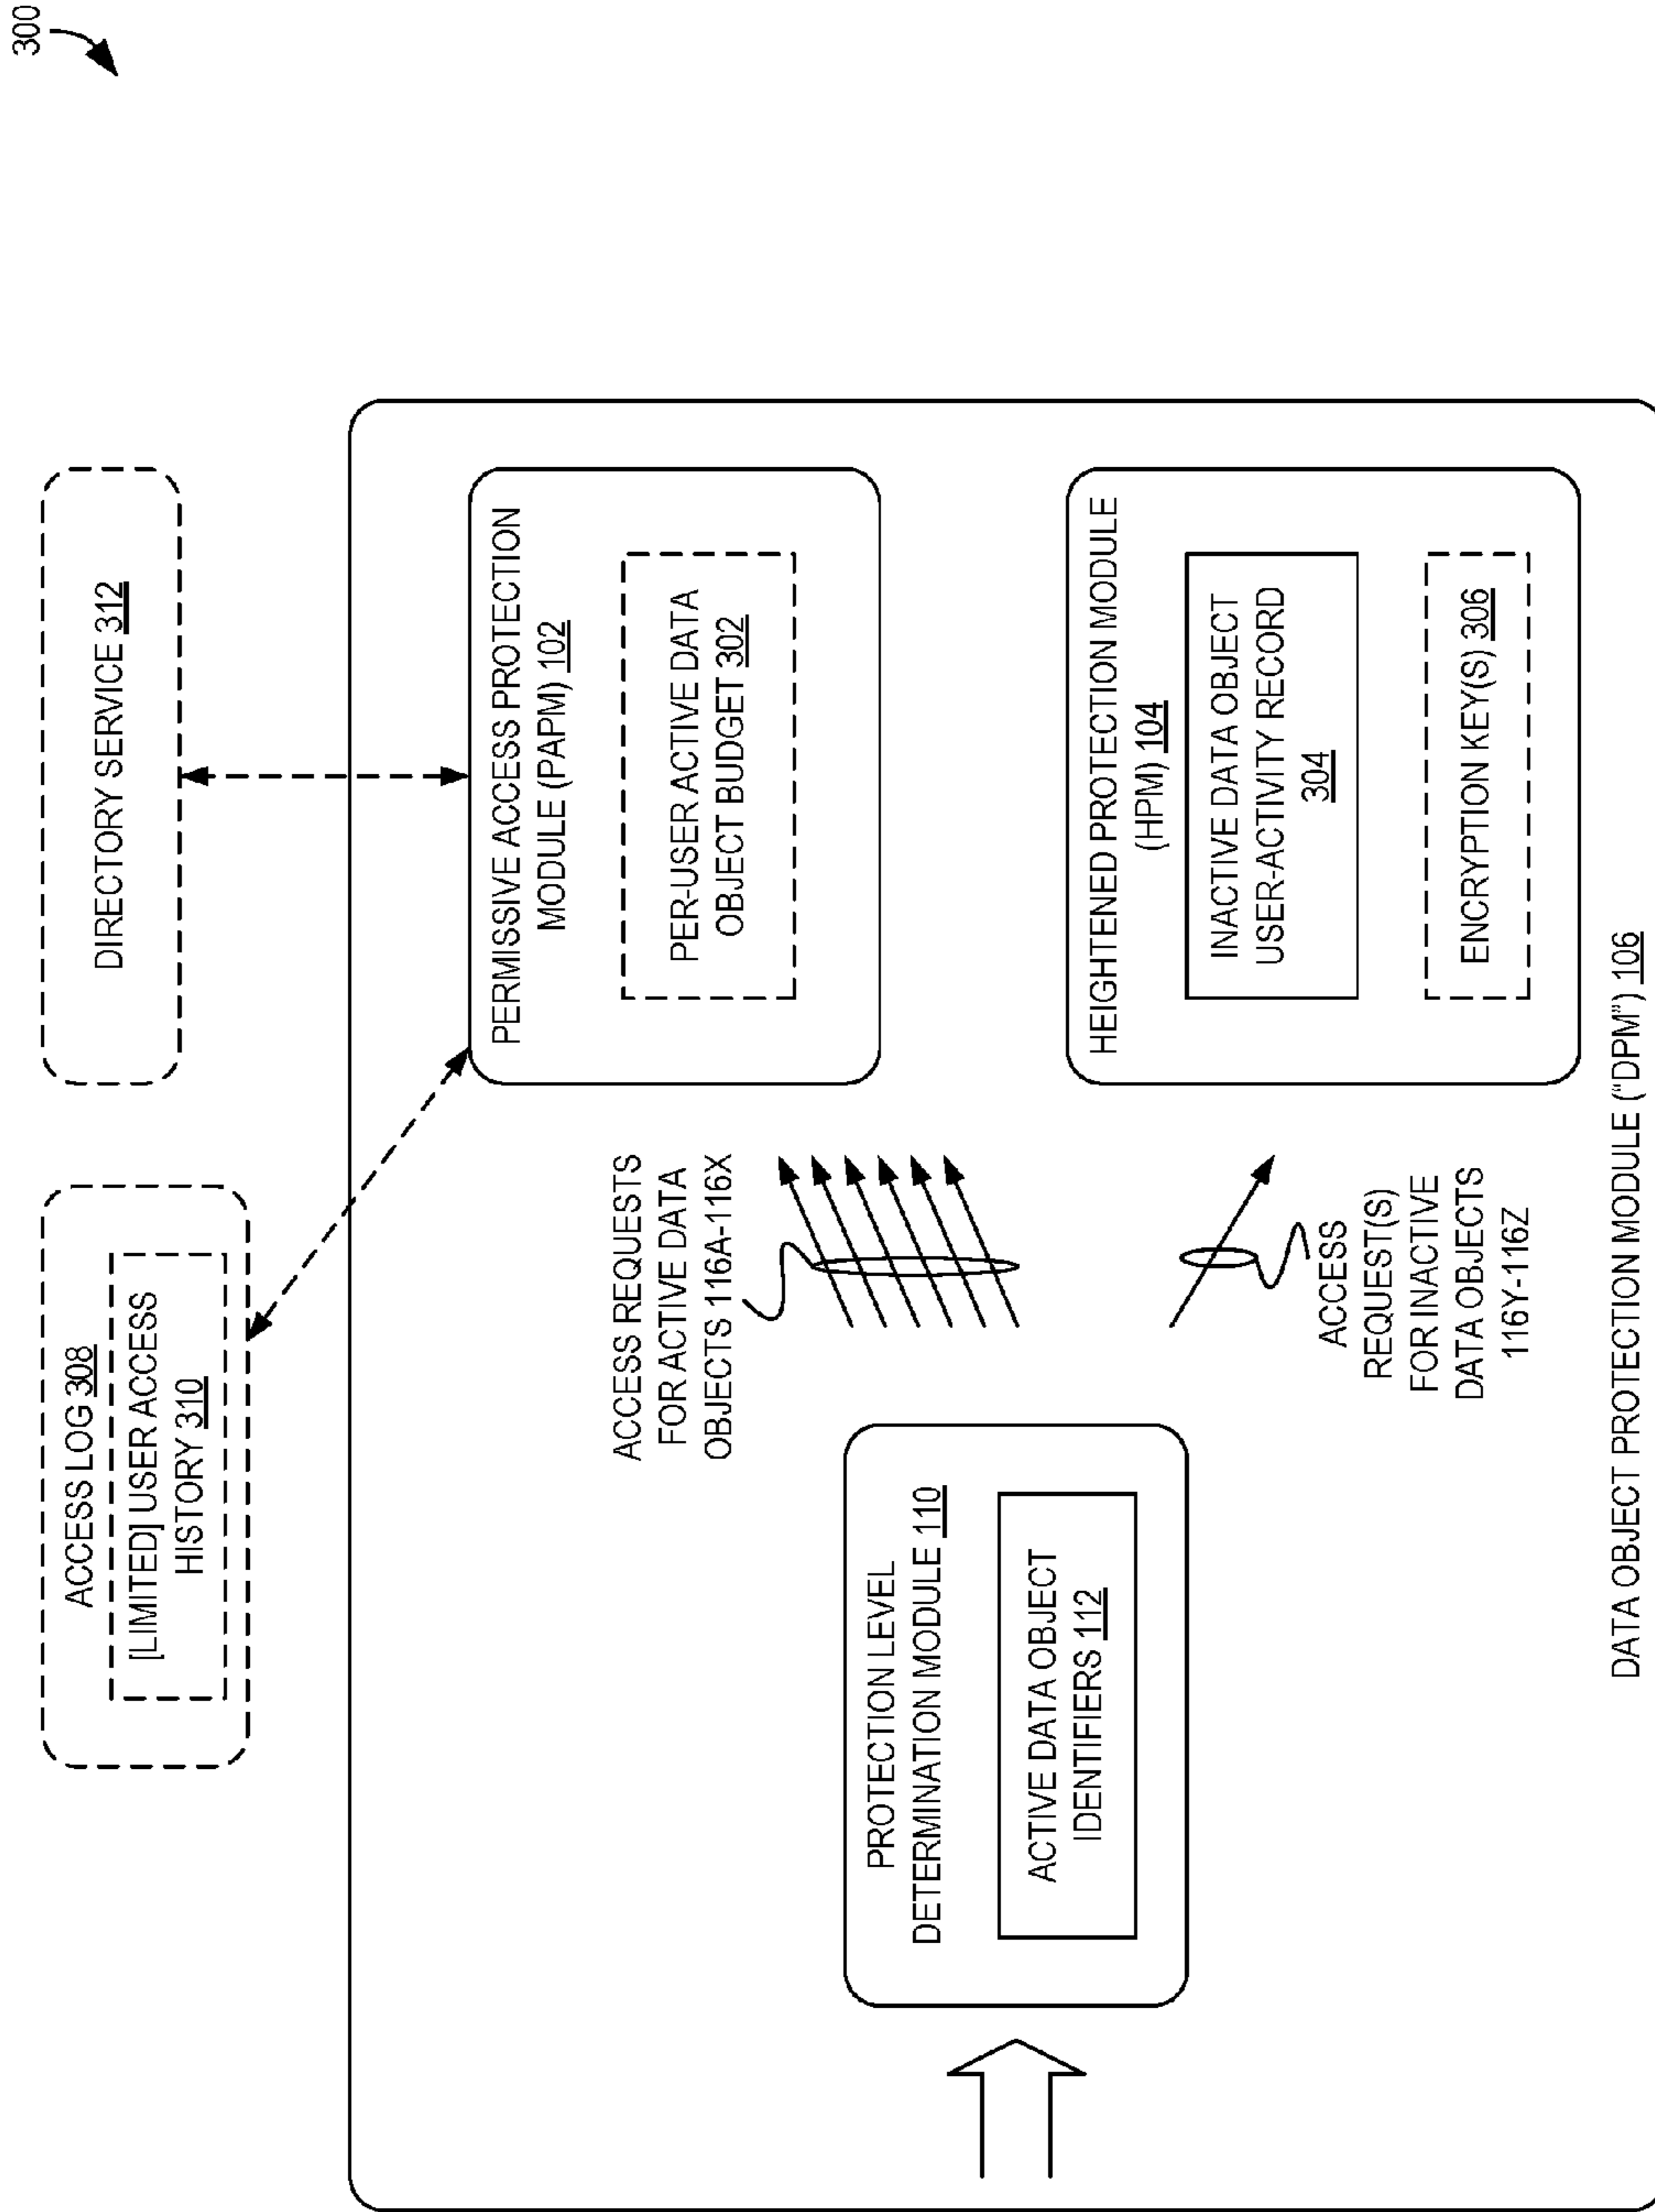 300
ACCESS LOG 308
[LIMITED] USER ACCESS
HISTORY 310
DIRECTORY SERVICE 312
PERMISSIVE ACCESS PROTECTION
MODULE (PAPM) 102
PER-USER ACTIVE DATA
OBJECT BUDGET 302
ACCESS REQUESTS
FOR ACTIVE DATA
OBJECTS 116A-116X
PROTECTION LEVEL
DETERMINATION MODULE 110
ACTIVE DATA OBJECT
IDENTIFIERS 112
HEIGHTENED PROTECTION MODULE
(HPM) 104
INACTIVE DATA OBJECT
USER-ACTIVITY RECORD
304
ENCRYPTION KEY(S) 306
ACCESS
REQUEST(S)
FOR INACTIVE
DATA OBJECTS
116Y-116Z
DATA OBJECT PROTECTION MODULE (“DPM”) 106